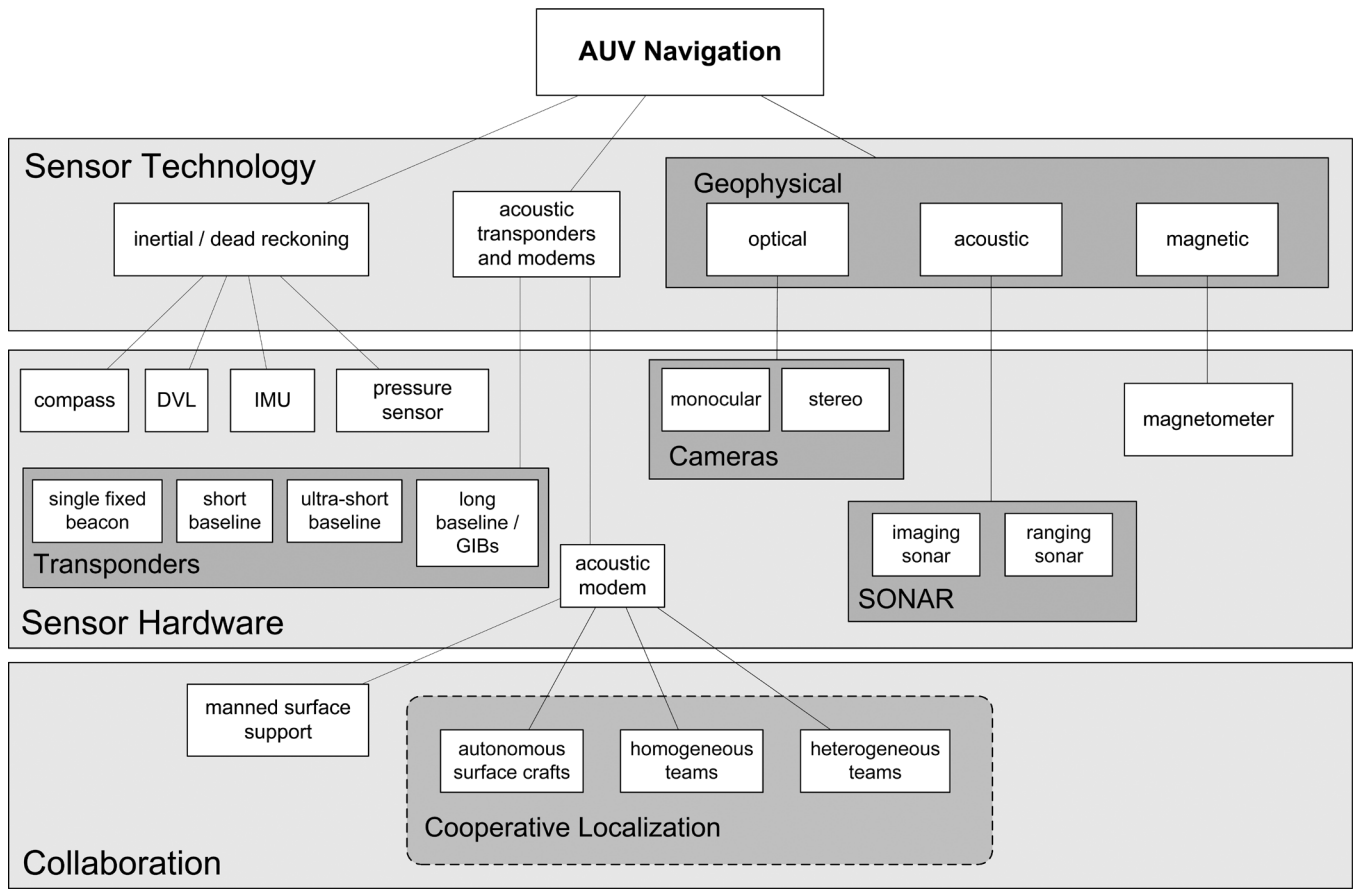 AUV Navigation
Sensor Technology
inertial / dead reckoning
acoustic
transponders
and modems
Geophysical
optical
acoustic
magnetic
compass
DVL
IMU
pressure
sensor
monocular
stereo
Cameras
magnetometer
single fixed
beacon
short
baseline
ultra-short
baseline
long
baseline /
GIBs
Transponders
acoustic
modem
imaging
sonar
ranging
sonar
SONAR
Sensor Hardware
manned surface
support
autonomous
surface crafts
homogeneous
teams
heterogeneous
teams
Cooperative Localization
Collaboration